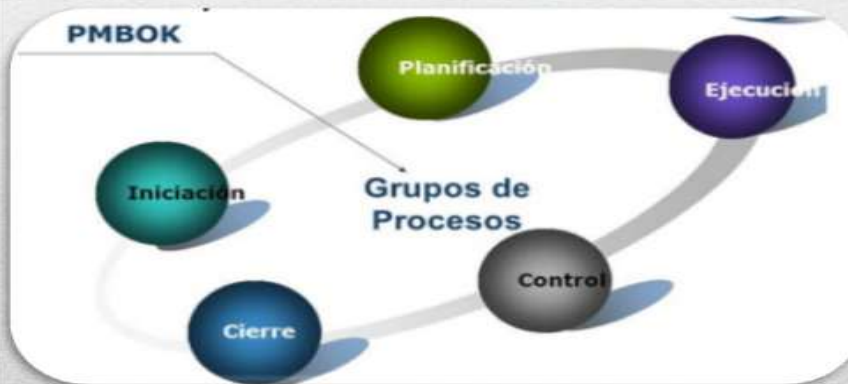 PMBOK
Planificación
Ejecución
Iniciación
Grupos de
Procesos
Control
Cierre